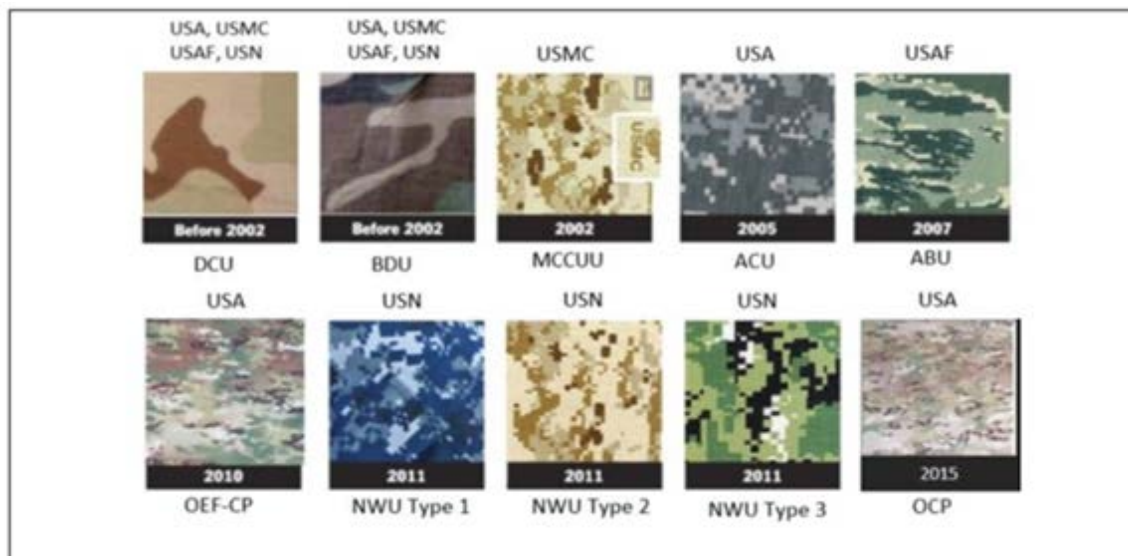 USA, USMC
USAF, USN
USA, USMC
USAF, USN
USMC
USA
USAF
USMC
Before 2002
Before 2002
2002
2005
2007
DCU
BDU
MCCUU
ACU
ABU
USA
USN
USN
USN
USA
2010
2011
2011
2011
2015
OEF-CP
NWU Type 1
NWU Type 2
NWU Type 3
OCP